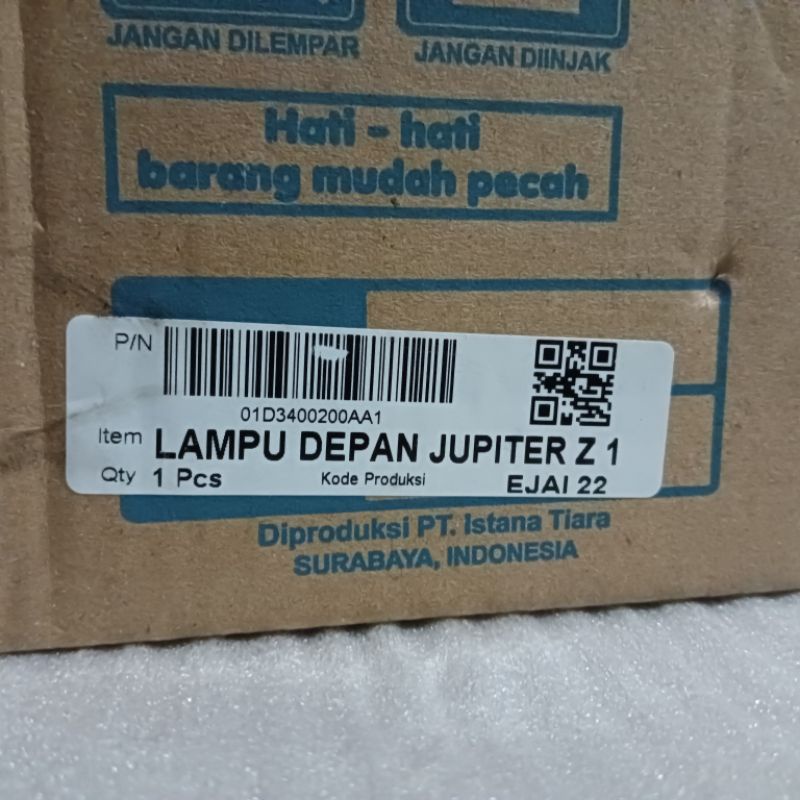 JANGAN DILEMPAR
JANGAN DIINJAK
Hati - hati
barang mudah pecah
P/N
01D3400200AA1
Item LAMPU DEPAN JUPITER Z 1
Qty 1 Pcs Kode Produksi EJAI 22
Diproduksi PT. Istana Tiara
SURABAYA, INDONESIA